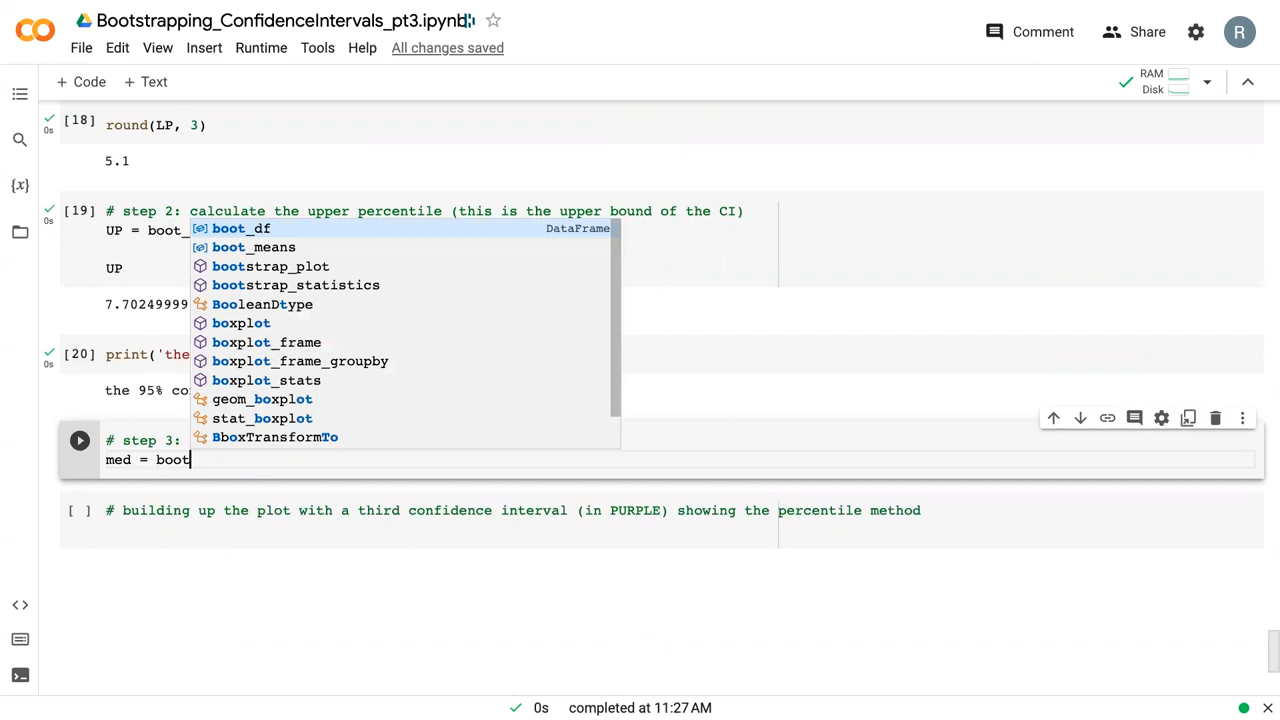 Bootstrapping_ConfidenceIntervals_pt3.ipynb
File Edit View Insert Runtime Tools Help All changes saved
Comment Share R
+ Code + Text
RAM
Disk
[18] round(LP, 3)
0s
5.1
[19] # step 2: calculate the upper percentile (this is the upper bound of the CI)
0s
UP = boot_
UP
7.70249999
[20] print('the
0s
the 95% co
boot_df DataFrame
boot_means
bootstrap_plot
bootstrap_statistics
BooleanDtype
boxplot
boxplot_frame
boxplot_frame_groupby
boxplot_stats
geom_boxplot
stat_boxplot
BboxTransformTo
# step 3:
med = boot
[ ] # building up the plot with a third confidence interval (in PURPLE) showing the percentile method
0s completed at 11:27 AM